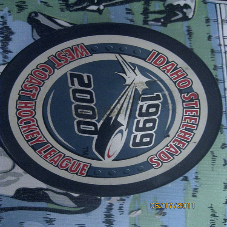 IDAHO STEELHEADS
WEST COAST HOCKEY LEAGUE
1999
2000